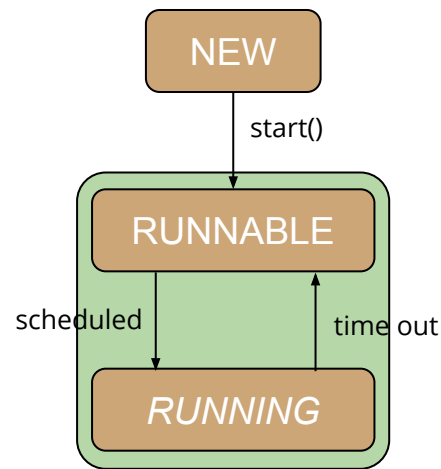 NEW
start()
RUNNABLE
scheduled
time out
RUNNING